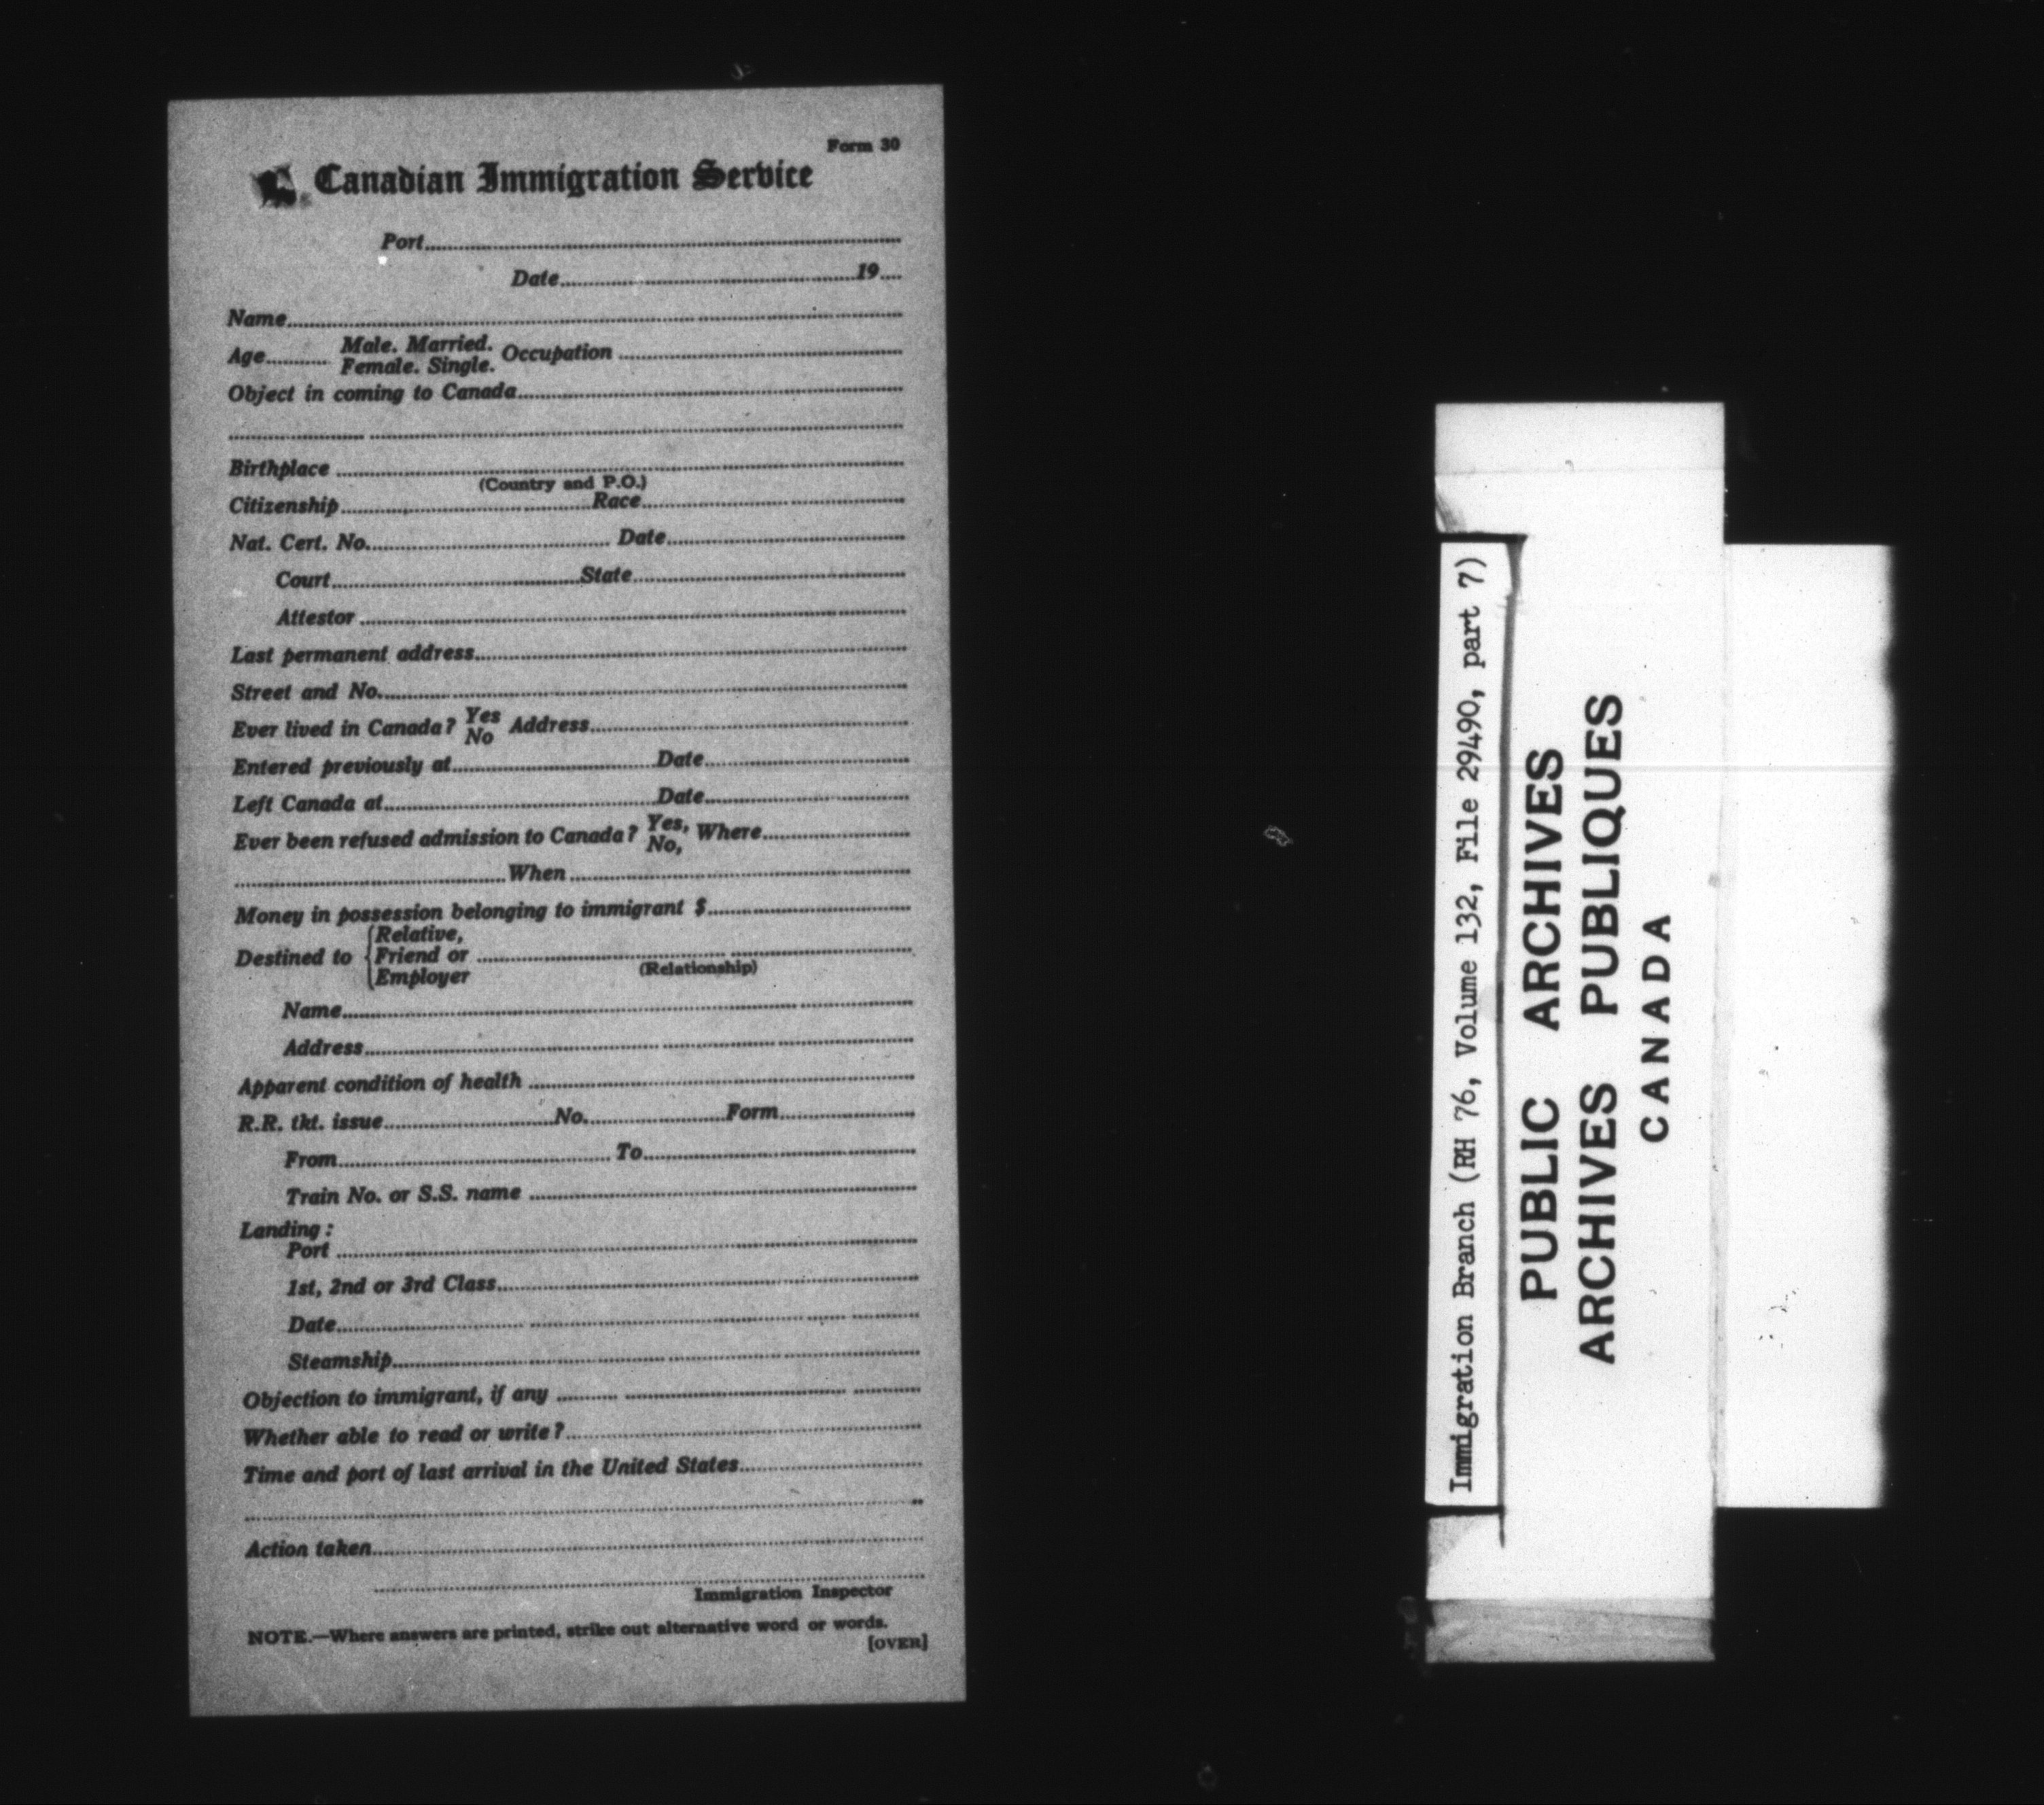 Form 30
Canadian Immigration Service
Port
Date 19
Name
Age Male. Married. Occupation
Female. Single.
Object in coming to Canada
Birthplace
(Country and P.O.)
Citizenship Race
Nat. Cert. No. Date
Court State
Attestor
Last permanent address
Street and No.
Ever lived in Canada? Yes Address
No
Entered previously at Date
Left Canada at Date
Ever been refused admission to Canada? Yes, Where
No,
When
Money in possession belonging to immigrant $
Relative,
Destined to Friend or
(Relationship)
Employer
Name
Address
Apparent condition of health
R.R. tkt. issue No. Form
From To
Train No. or S.S. name
Landing:
Port
1st, 2nd or 3rd Class
Date
Steamship
Objection to immigrant, if any
Whether able to read or write?
Time and port of last arrival in the United States
Action taken
Immigration Inspector
NOTE.—Where answers are printed, strike out alternative word or words.
[OVER]
Immigration Branch (RH 76, Volume 132, File 29490, part 7)
PUBLIC ARCHIVES
ARCHIVES PUBLIQUES
CANADA